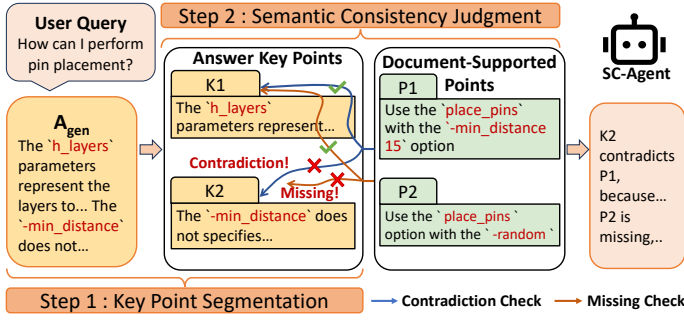 Step 2 : Semantic Consistency Judgment
User Query
How can I perform
pin placement?
A_gen
The `h_layers`
parameters
represent the
layers to... The
`-min_distance`
does not...
Answer Key Points
K1
The `h_layers`
parameters represent...
Contradiction!
Missing!
K2
The `-min_distance` does
not specifies...
Document-Supported
Points
P1
Use the `place_pins`
with the `-min_distance
15` option
P2
Use the `place_pins`
option with the ` -random `
SC-Agent
K2
contradicts
P1,
because...
P2 is
missing,..
Step 1 : Key Point Segmentation
Contradiction Check
Missing Check